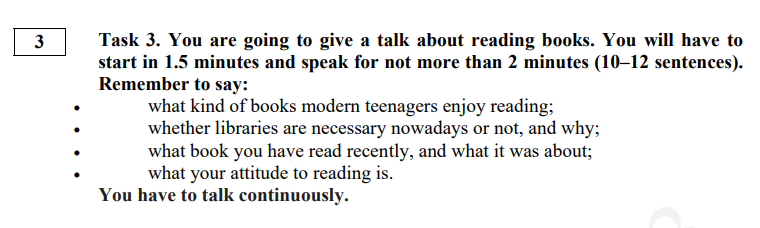 3 Task 3. You are going to give a talk about reading books. You will have to
start in 1.5 minutes and speak for not more than 2 minutes (10–12 sentences).
Remember to say:
• what kind of books modern teenagers enjoy reading;
• whether libraries are necessary nowadays or not, and why;
• what book you have read recently, and what it was about;
• what your attitude to reading is.
You have to talk continuously.